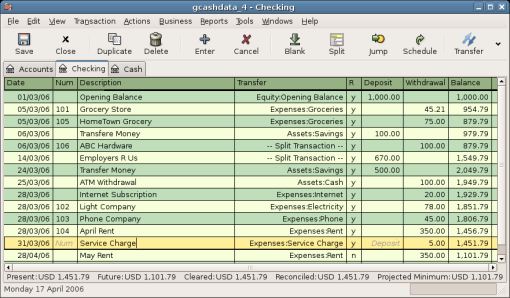 gcashdata_4 - Checking
File Edit View Transaction Actions Business Reports Tools Windows Help
Save Close Duplicate Delete Enter Cancel Blank Split Jump Schedule Transfer
Accounts Checking Cash
Date Num Description Transfer R Deposit Withdrawal Balance
01/03/06 Opening Balance Equity:Opening Balance y 1,000.00 1,000.00
05/03/06 101 Grocery Store Expenses:Groceries y 45.21 954.79
05/03/06 105 HomeTown Grocery Expenses:Groceries y 75.00 879.79
06/03/06 Transfere Money Assets:Savings y 100.00 979.79
06/03/06 106 ABC Hardware -- Split Transaction -- y 100.00 879.79
14/03/06 Employers R Us -- Split Transaction -- y 670.00 1,549.79
24/03/06 Transfer Money Assets:Savings y 500.00 2,049.79
25/03/06 ATM Withdrawal Assets:Cash y 100.00 1,949.79
28/03/06 Internet Subscription Expenses:Internet y 20.00 1,929.79
28/03/06 102 Light Company Expenses:Electricity y 78.00 1,851.79
28/03/06 103 Phone Company Expenses:Phone y 45.00 1,806.79
28/03/06 104 April Rent Expenses:Rent y 350.00 1,456.79
31/03/06 Num Service Charge Expenses:Service Charge y Deposit 5.00 1,451.79
28/04/06 May Rent Expenses:Rent n 350.00 1,101.79
Present:USD 1,451.79 Future:USD 1,101.79 Cleared:USD 1,451.79 Reconciled:USD 1,451.79 Projected Minimum:USD 1,101.79
Monday 17 April 2006